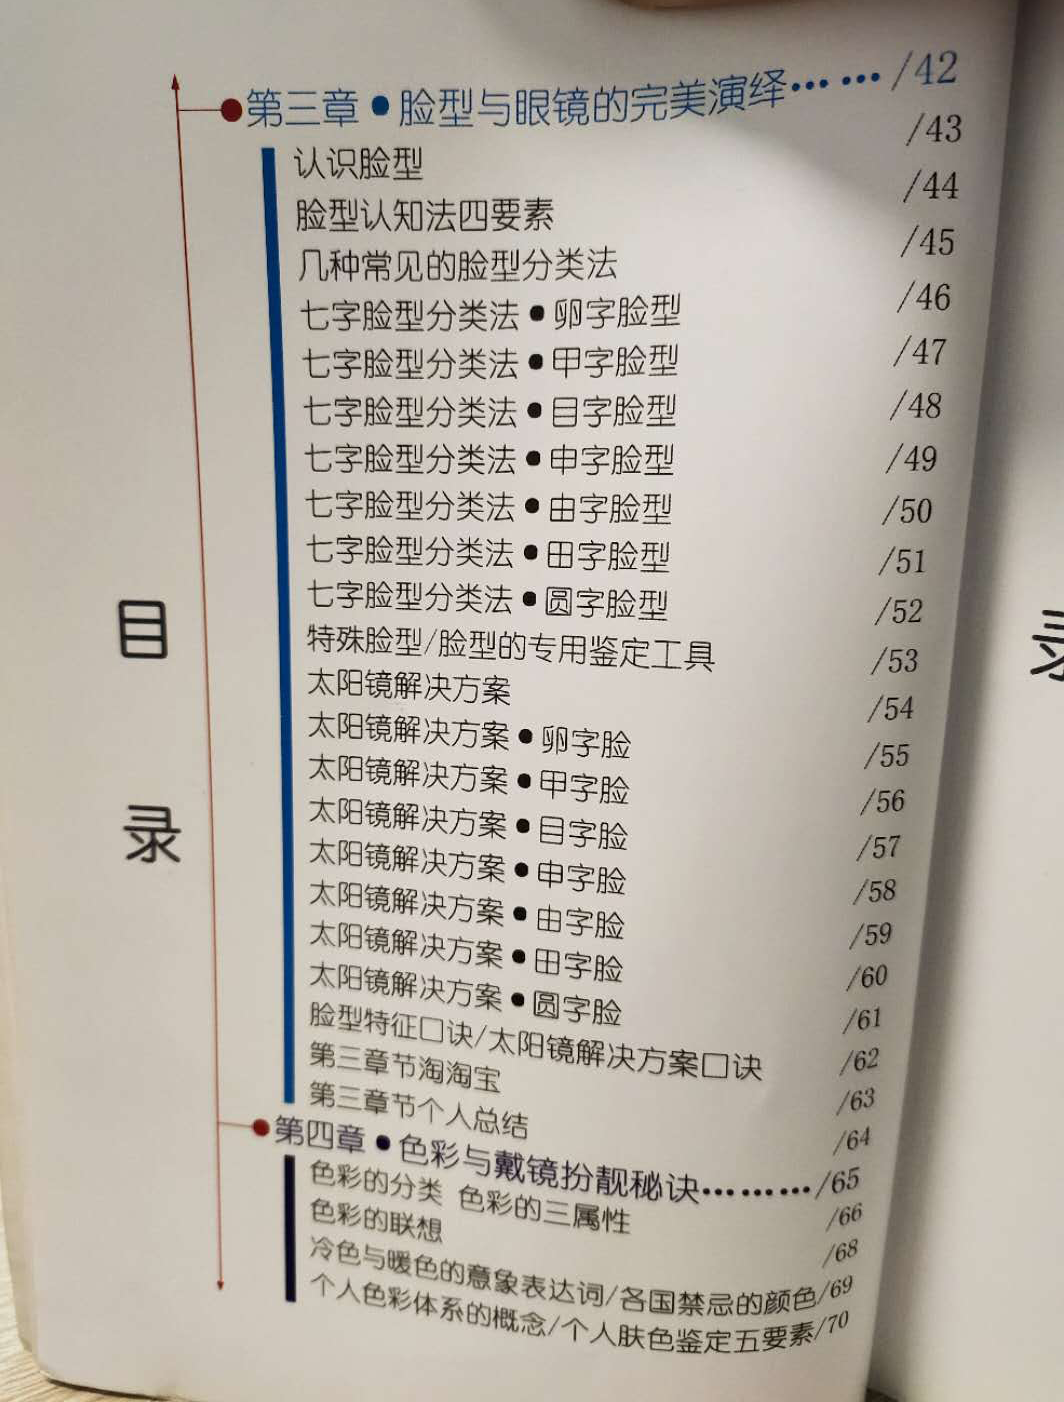 目录
第三章•脸型与眼镜的完美演绎……/42
认识脸型 /43
脸型认知法四要素 /44
几种常见的脸型分类法 /45
七字脸型分类法•卵字脸型 /46
七字脸型分类法•甲字脸型 /47
七字脸型分类法•目字脸型 /48
七字脸型分类法•申字脸型 /49
七字脸型分类法•由字脸型 /50
七字脸型分类法•田字脸型 /51
七字脸型分类法•圆字脸型 /52
特殊脸型/脸型的专用鉴定工具 /53
太阳镜解决方案 /54
太阳镜解决方案•卵字脸 /55
太阳镜解决方案•甲字脸 /56
太阳镜解决方案•目字脸 /57
太阳镜解决方案•申字脸 /58
太阳镜解决方案•由字脸 /59
太阳镜解决方案•田字脸 /60
太阳镜解决方案•圆字脸 /61
脸型特征口诀/太阳镜解决方案口诀 /62
第三章节淘淘宝 /63
第三章节个人总结 /64
第四章•色彩与戴镜扮靓秘诀………/65
色彩的分类 色彩的三属性 /66
色彩的联想 /68
冷色与暖色的意象表达词/各国禁忌的颜色/69
个人色彩体系的概念/个人肤色鉴定五要素/70